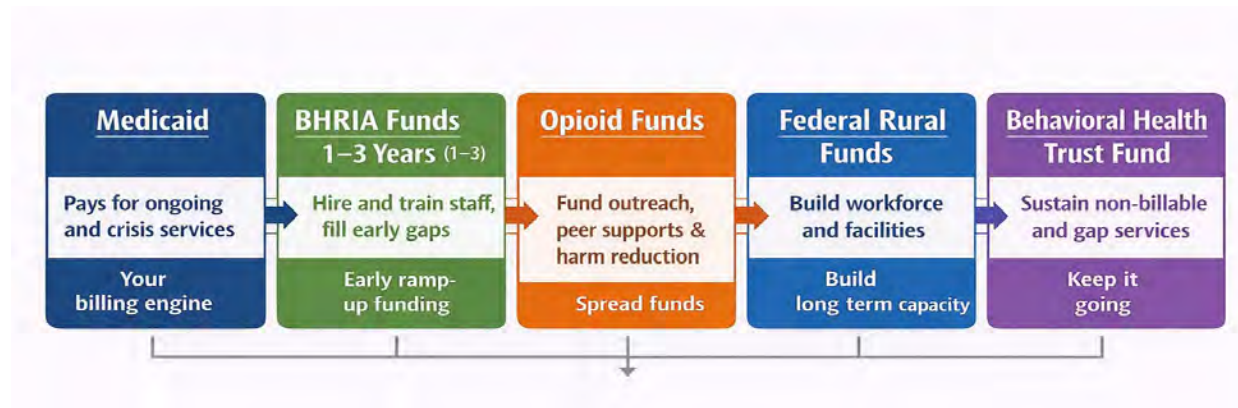 Medicaid
Pays for ongoing
and crisis services
Your
billing engine
BHRIA Funds
1–3 Years (1–3)
Hire and train staff,
fill early gaps
Early ramp-
up funding
Opioid Funds
Fund outreach,
peer supports &
harm reduction
Spread funds
Federal Rural
Funds
Build workforce
and facilities
Build
long term capacity
Behavioral Health
Trust Fund
Sustain non-billable
and gap services
Keep it
going